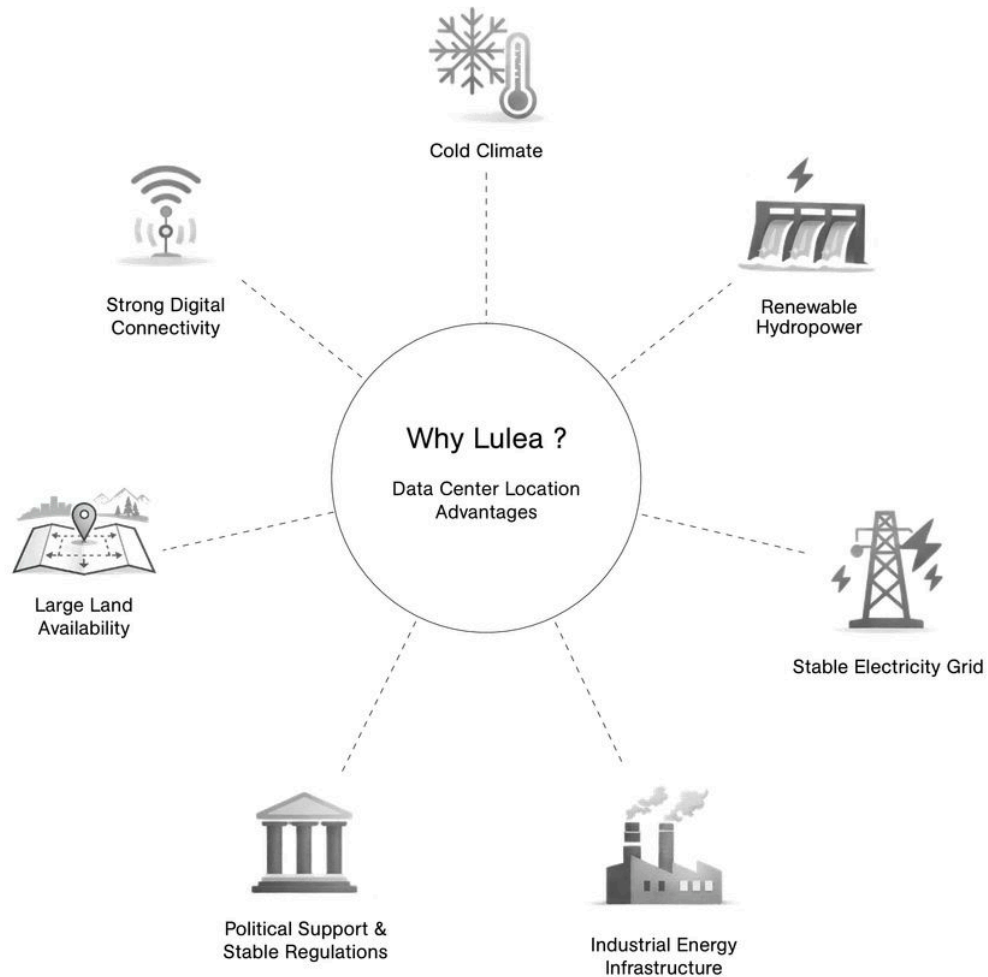 Cold Climate
Strong Digital
Connectivity
Renewable
Hydropower
Why Lulea ?
Data Center Location
Advantages
Large Land
Availability
Stable Electricity Grid
Political Support &
Stable Regulations
Industrial Energy
Infrastructure